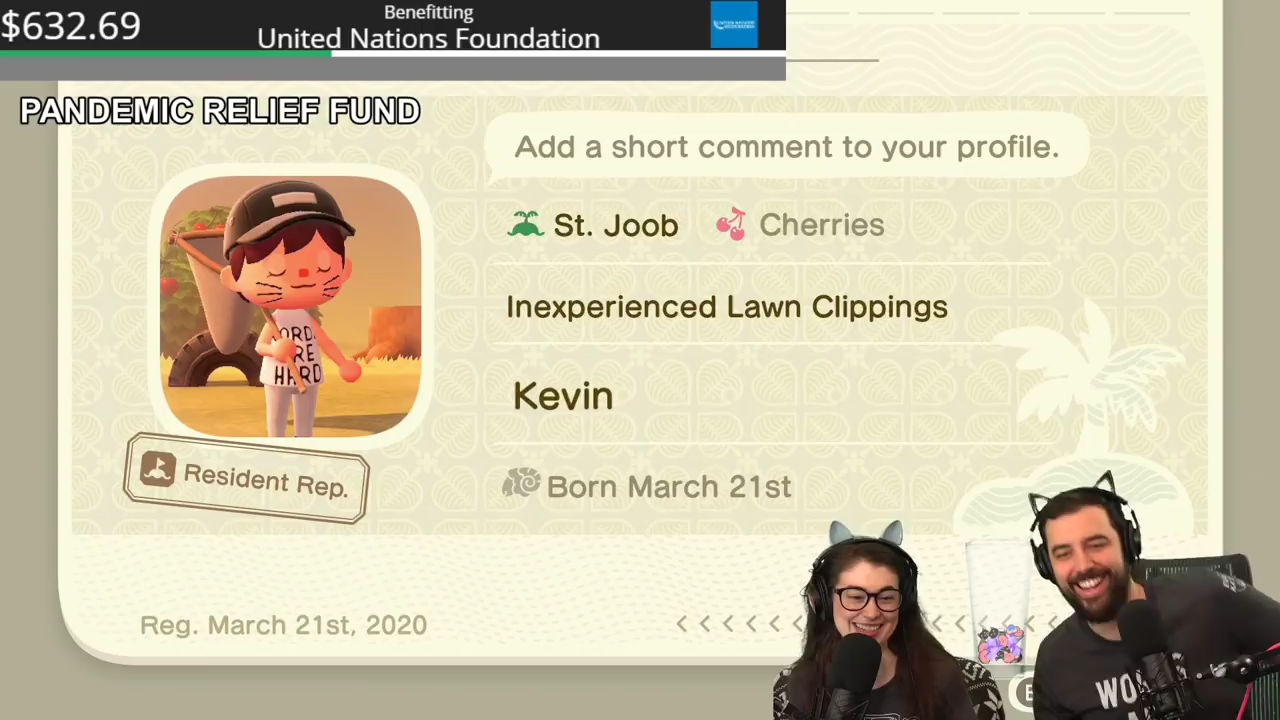 $632.69
Benefitting
United Nations Foundation
PANDEMIC RELIEF FUND
Add a short comment to your profile.
St. Joob
Cherries
Inexperienced Lawn Clippings
Kevin
Born March 21st
HARD
Resident Rep.
Reg. March 21st, 2020